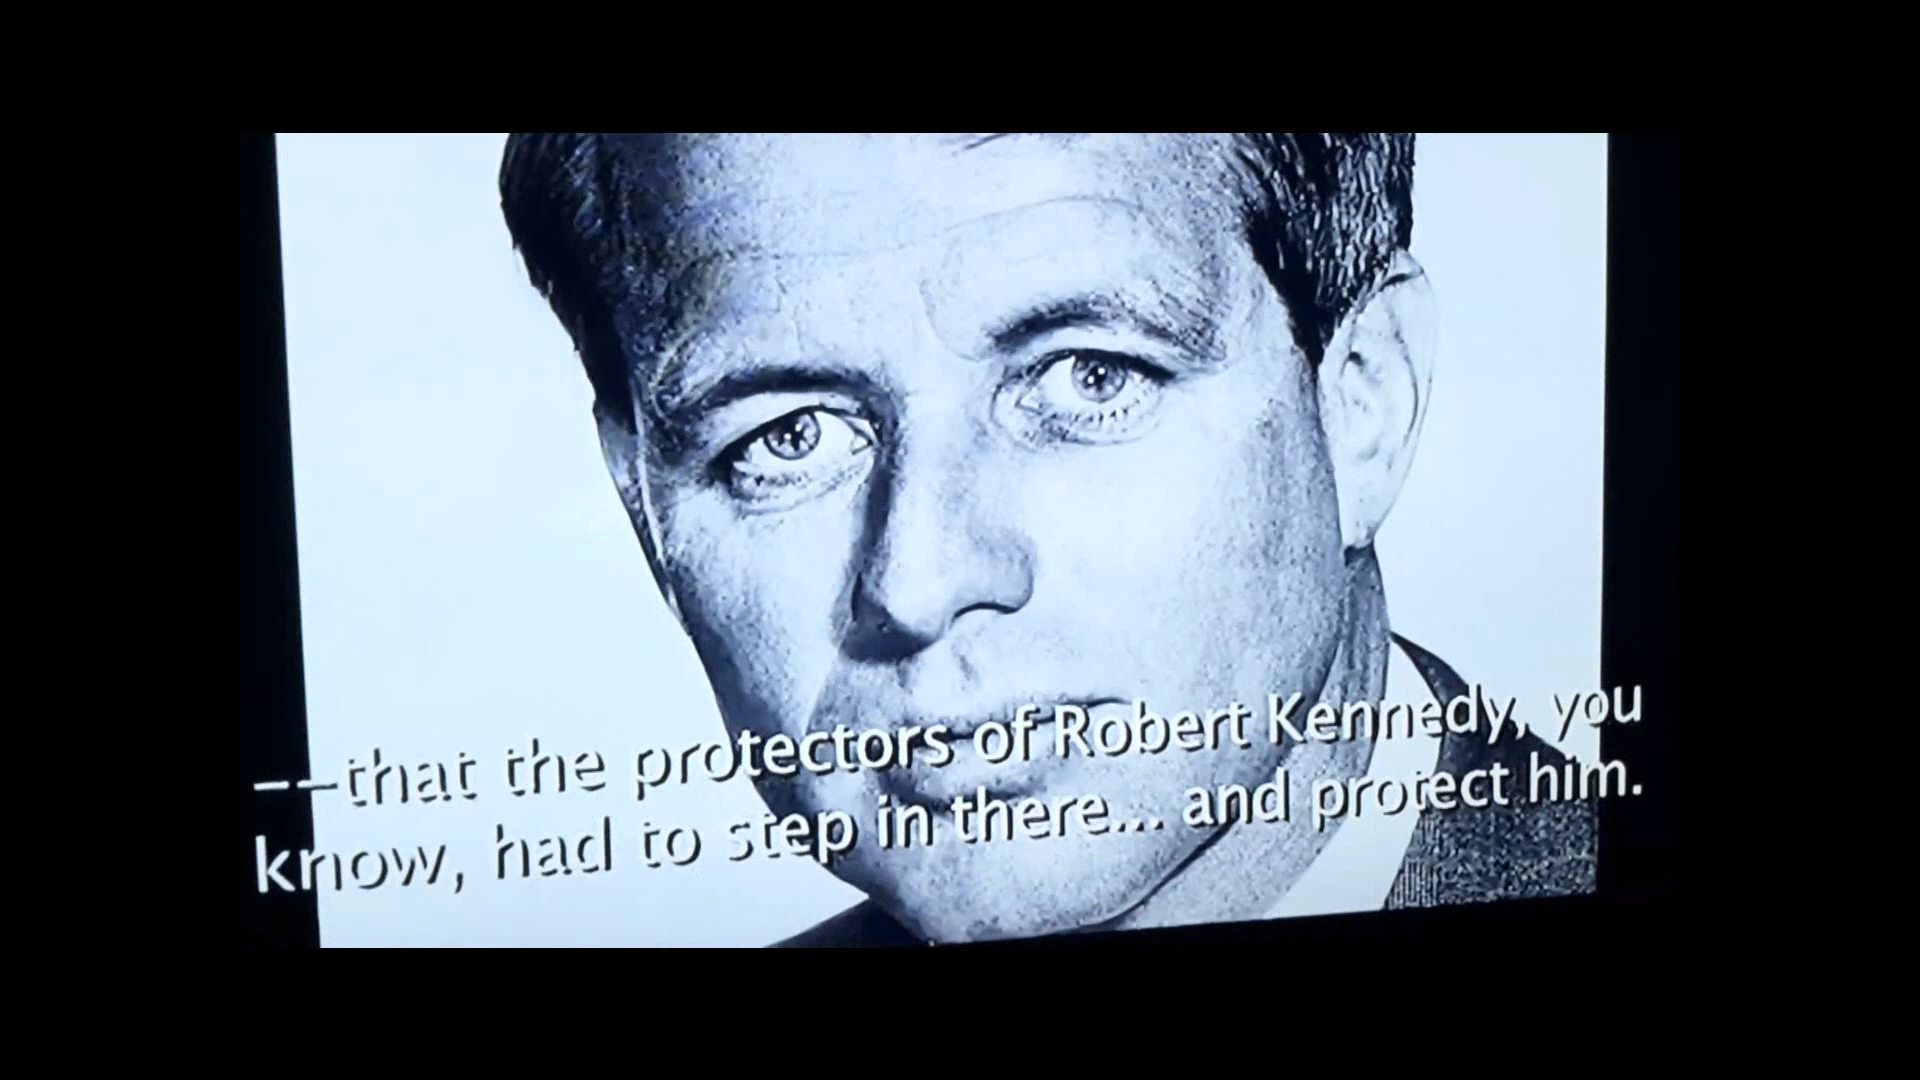 --that the protectors of Robert Kennedy, you
know, had to step in there... and protect him.